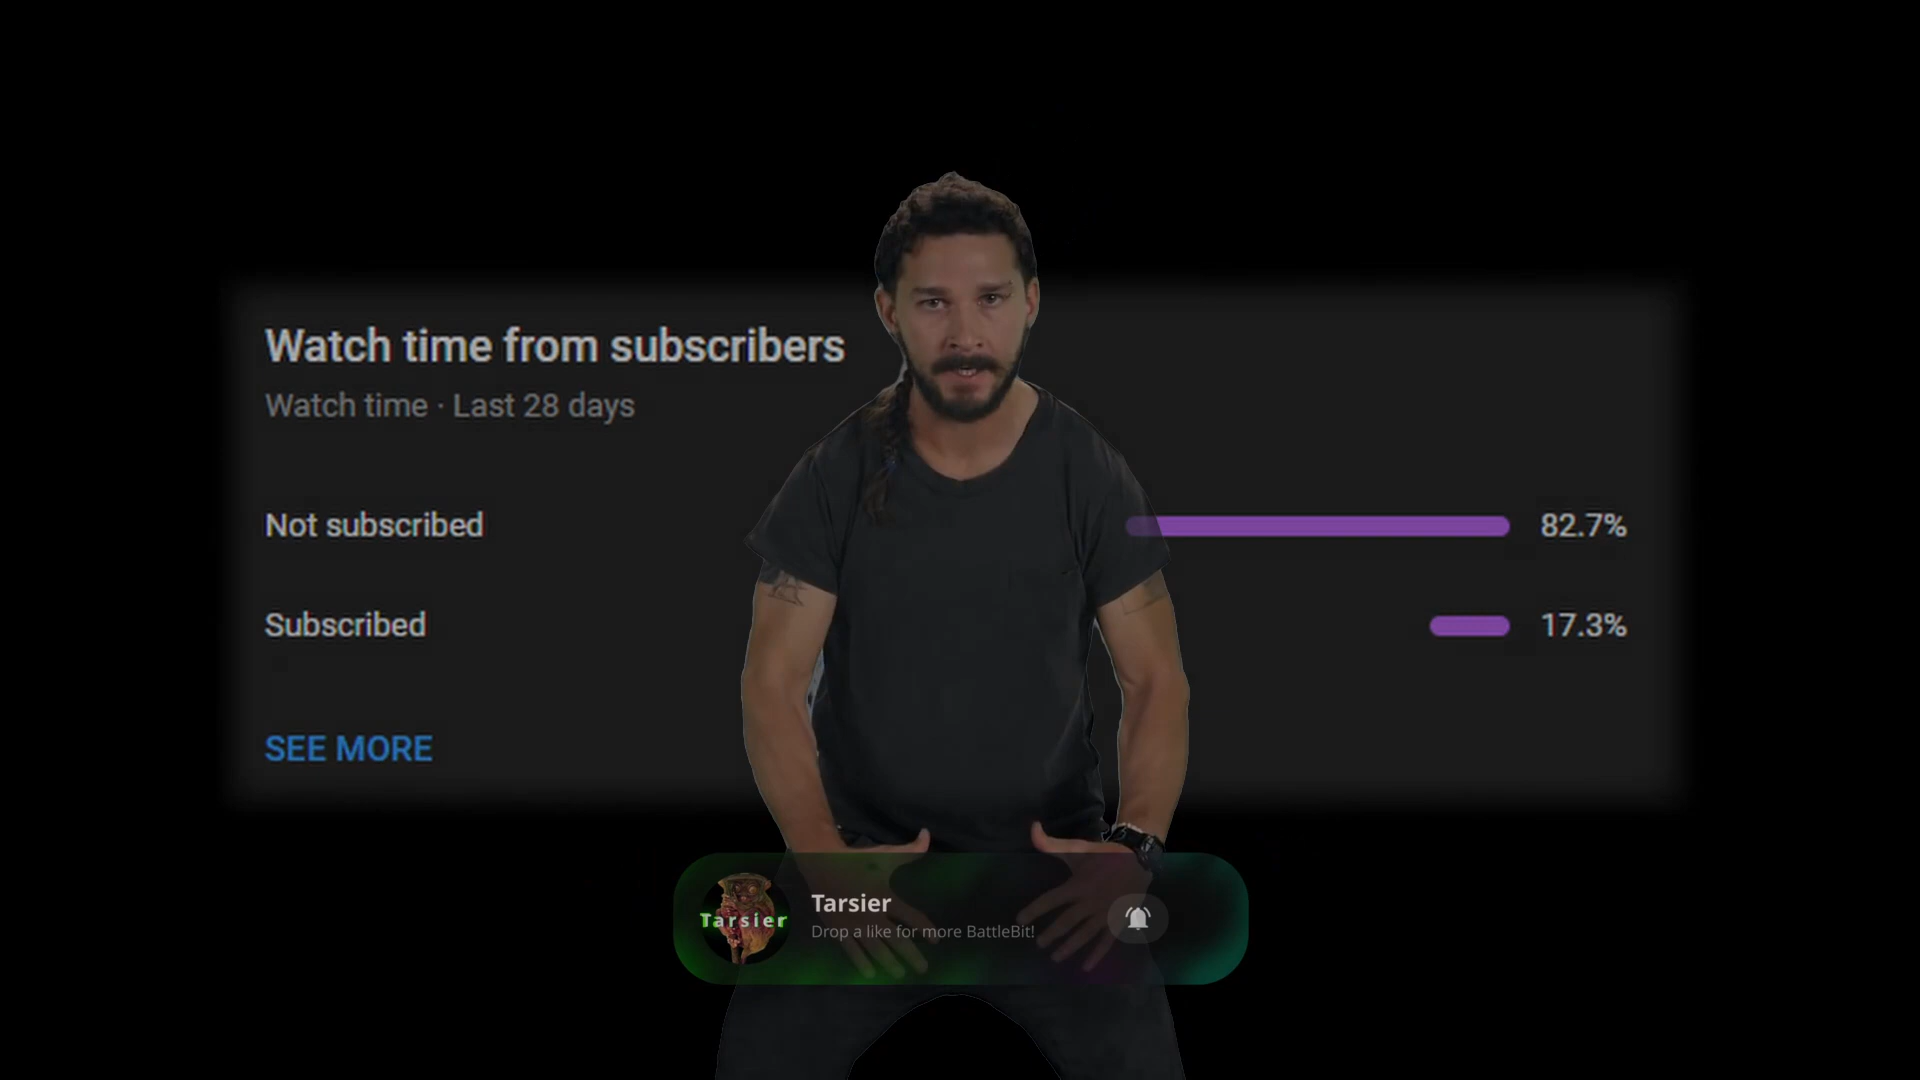 Watch time from subscribers
Watch time · Last 28 days
Not subscribed
82.7%
Subscribed
17.3%
SEE MORE
Tarsier
Tarsier
Drop a like for more BattleBit!